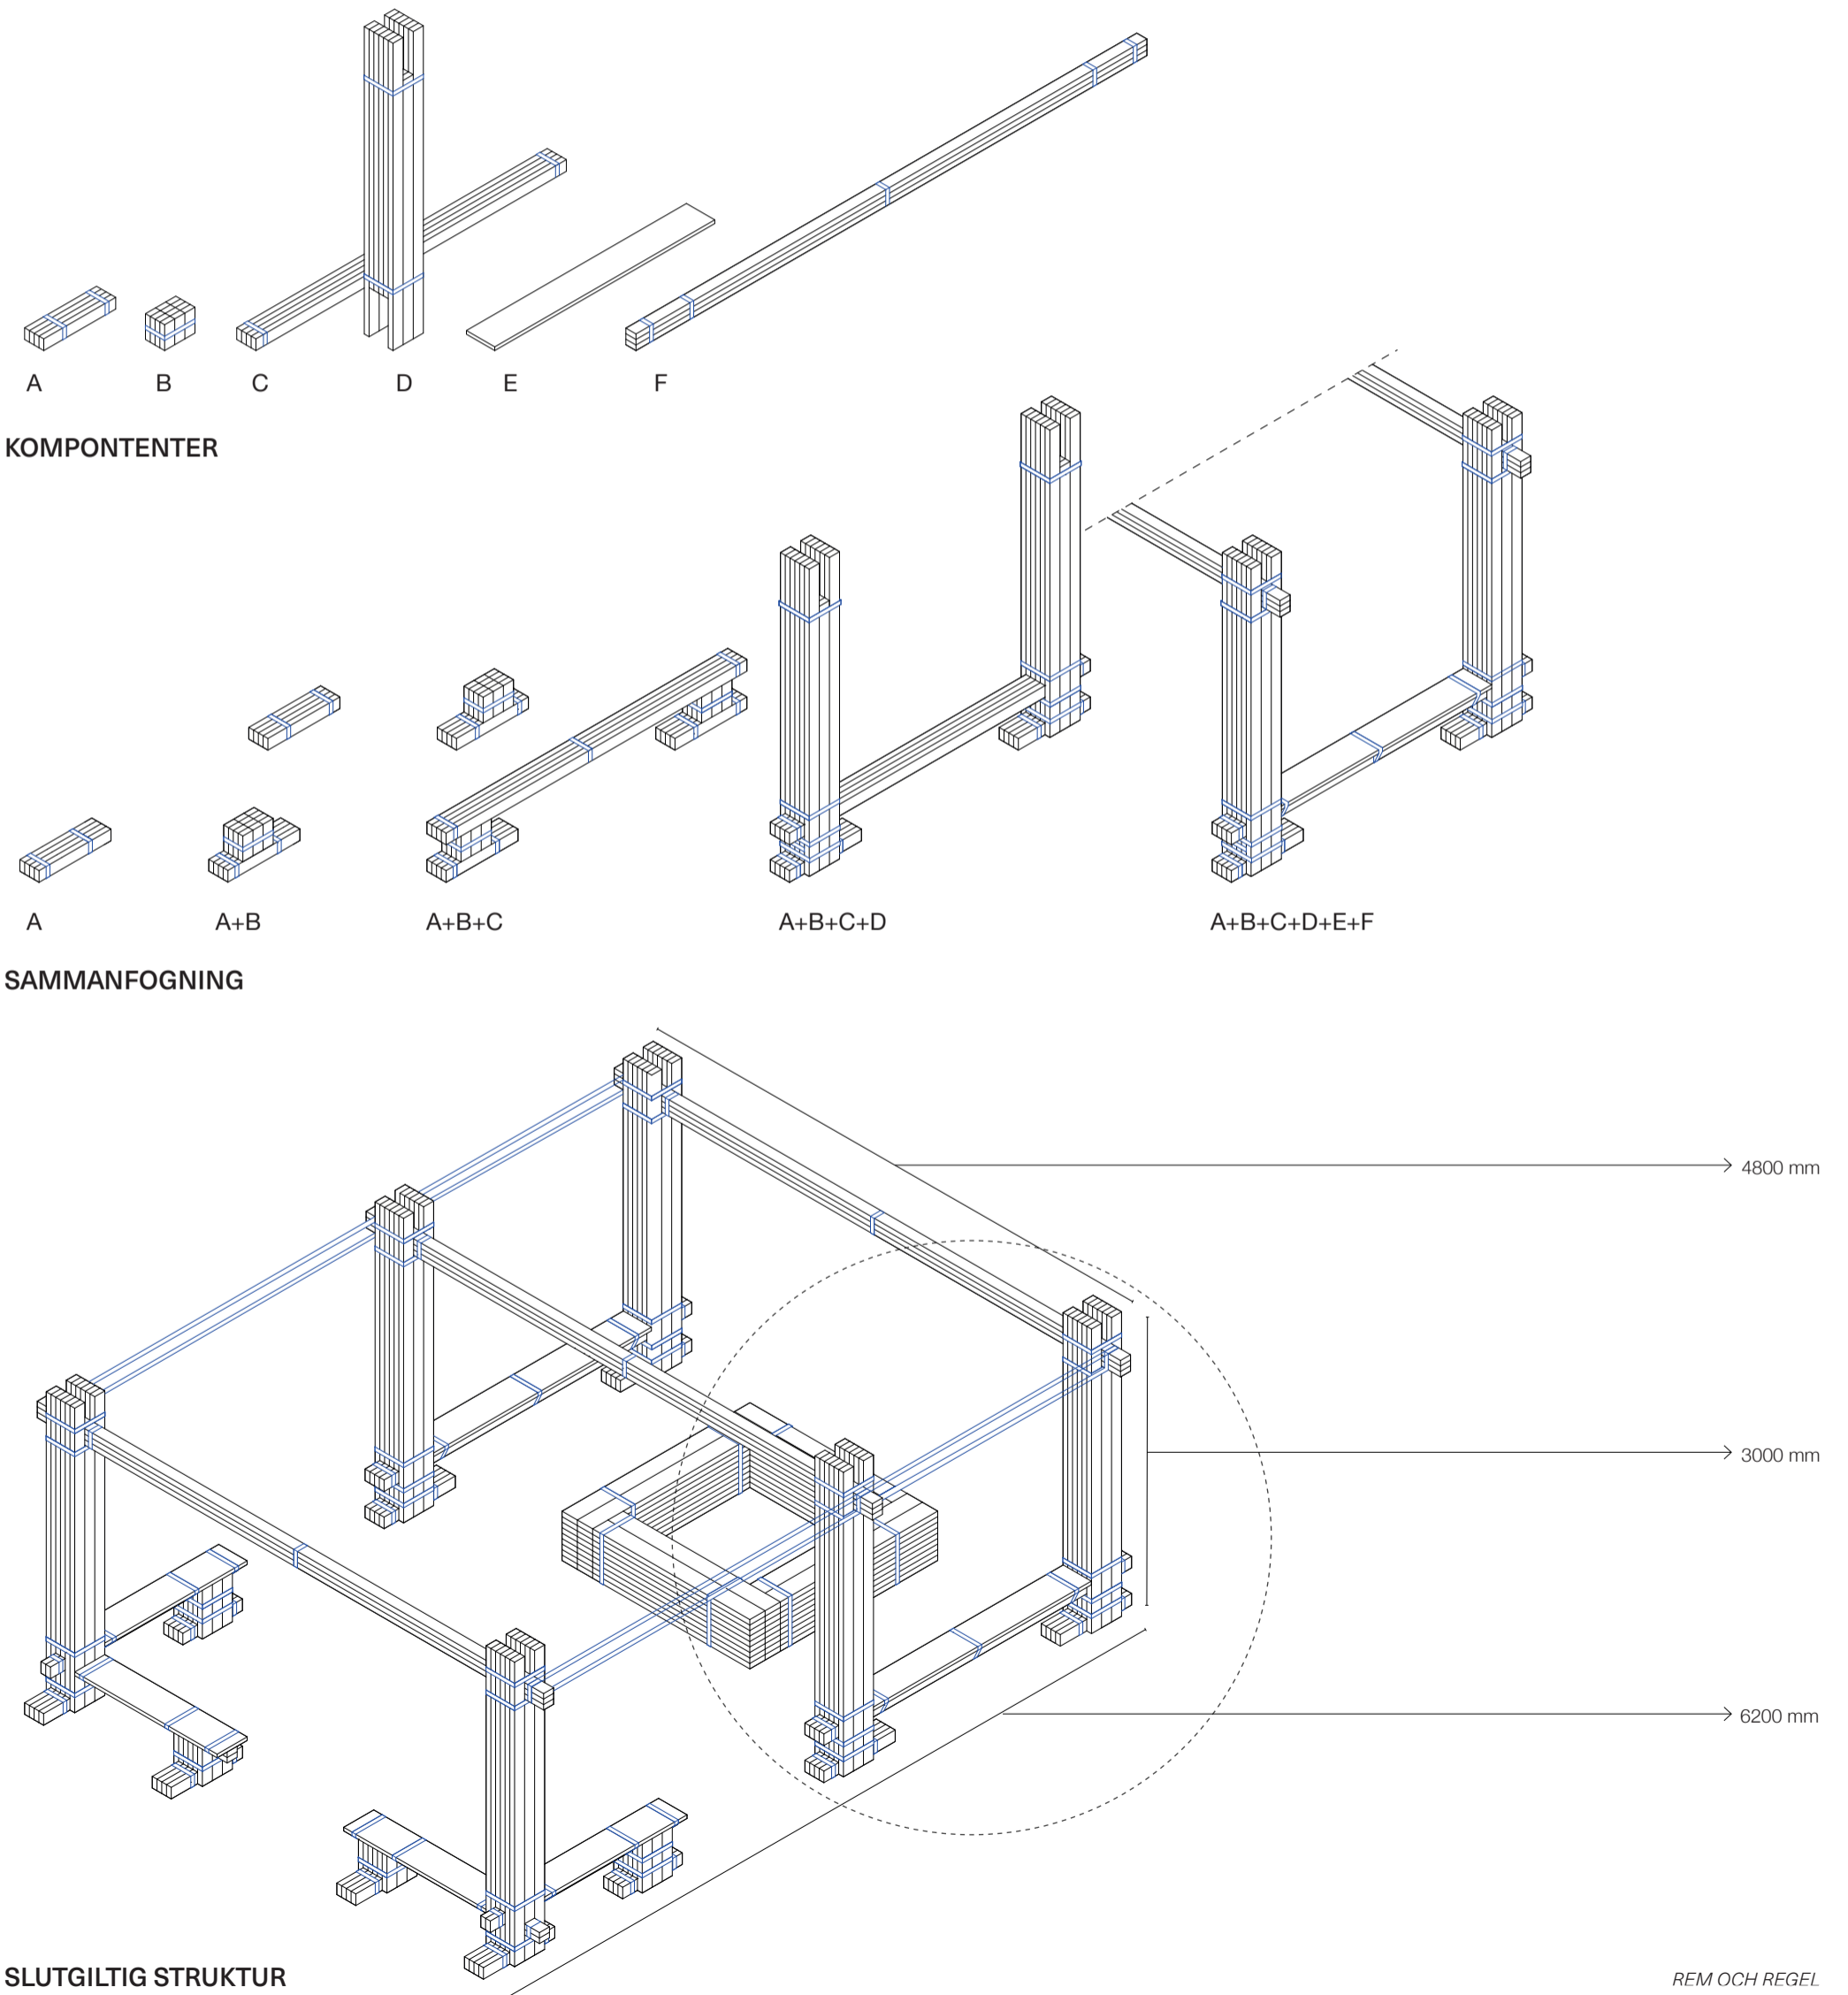 A B C D E F
KOMPONTENTER
A A+B A+B+C A+B+C+D A+B+C+D+E+F
SAMMANFOGNING
4800 mm
3000 mm
6200 mm
SLUTGILTIG STRUKTUR
REM OCH REGEL